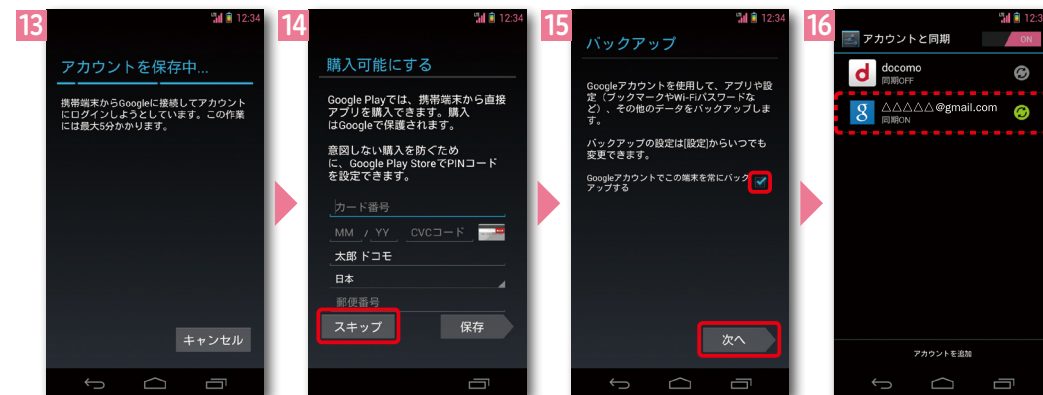 13
12:34
アカウントを保存中...
携帯端末からGoogleに接続してアカウント
にログインしようとしています。この作業
には最大5分かかります。
キャンセル
14
12:34
購入可能にする
Google Playでは、携帯端末から直接
アプリを購入できます。購入
はGoogleで保護されます。
意図しない購入を防ぐため
に、Google Play StoreでPINコード
を設定できます。
カード番号
MM / YY CVCコード
太郎 ドコモ
日本
郵便番号
スキップ
保存
15
12:34
バックアップ
Googleアカウントを使用して、アプリや設
定（ブックマークやWi-Fiパスワードな
ど）、その他のデータをバックアップしま
す。
バックアップの設定は[設定]からいつでも
変更できます。
Googleアカウントでこの端末を常にバック
アップする
次へ
16
12:3
アカウントと同期
ON
d
docomo
同期OFF
8
△△△△△@gmail.com
同期ON
アカウントを追加